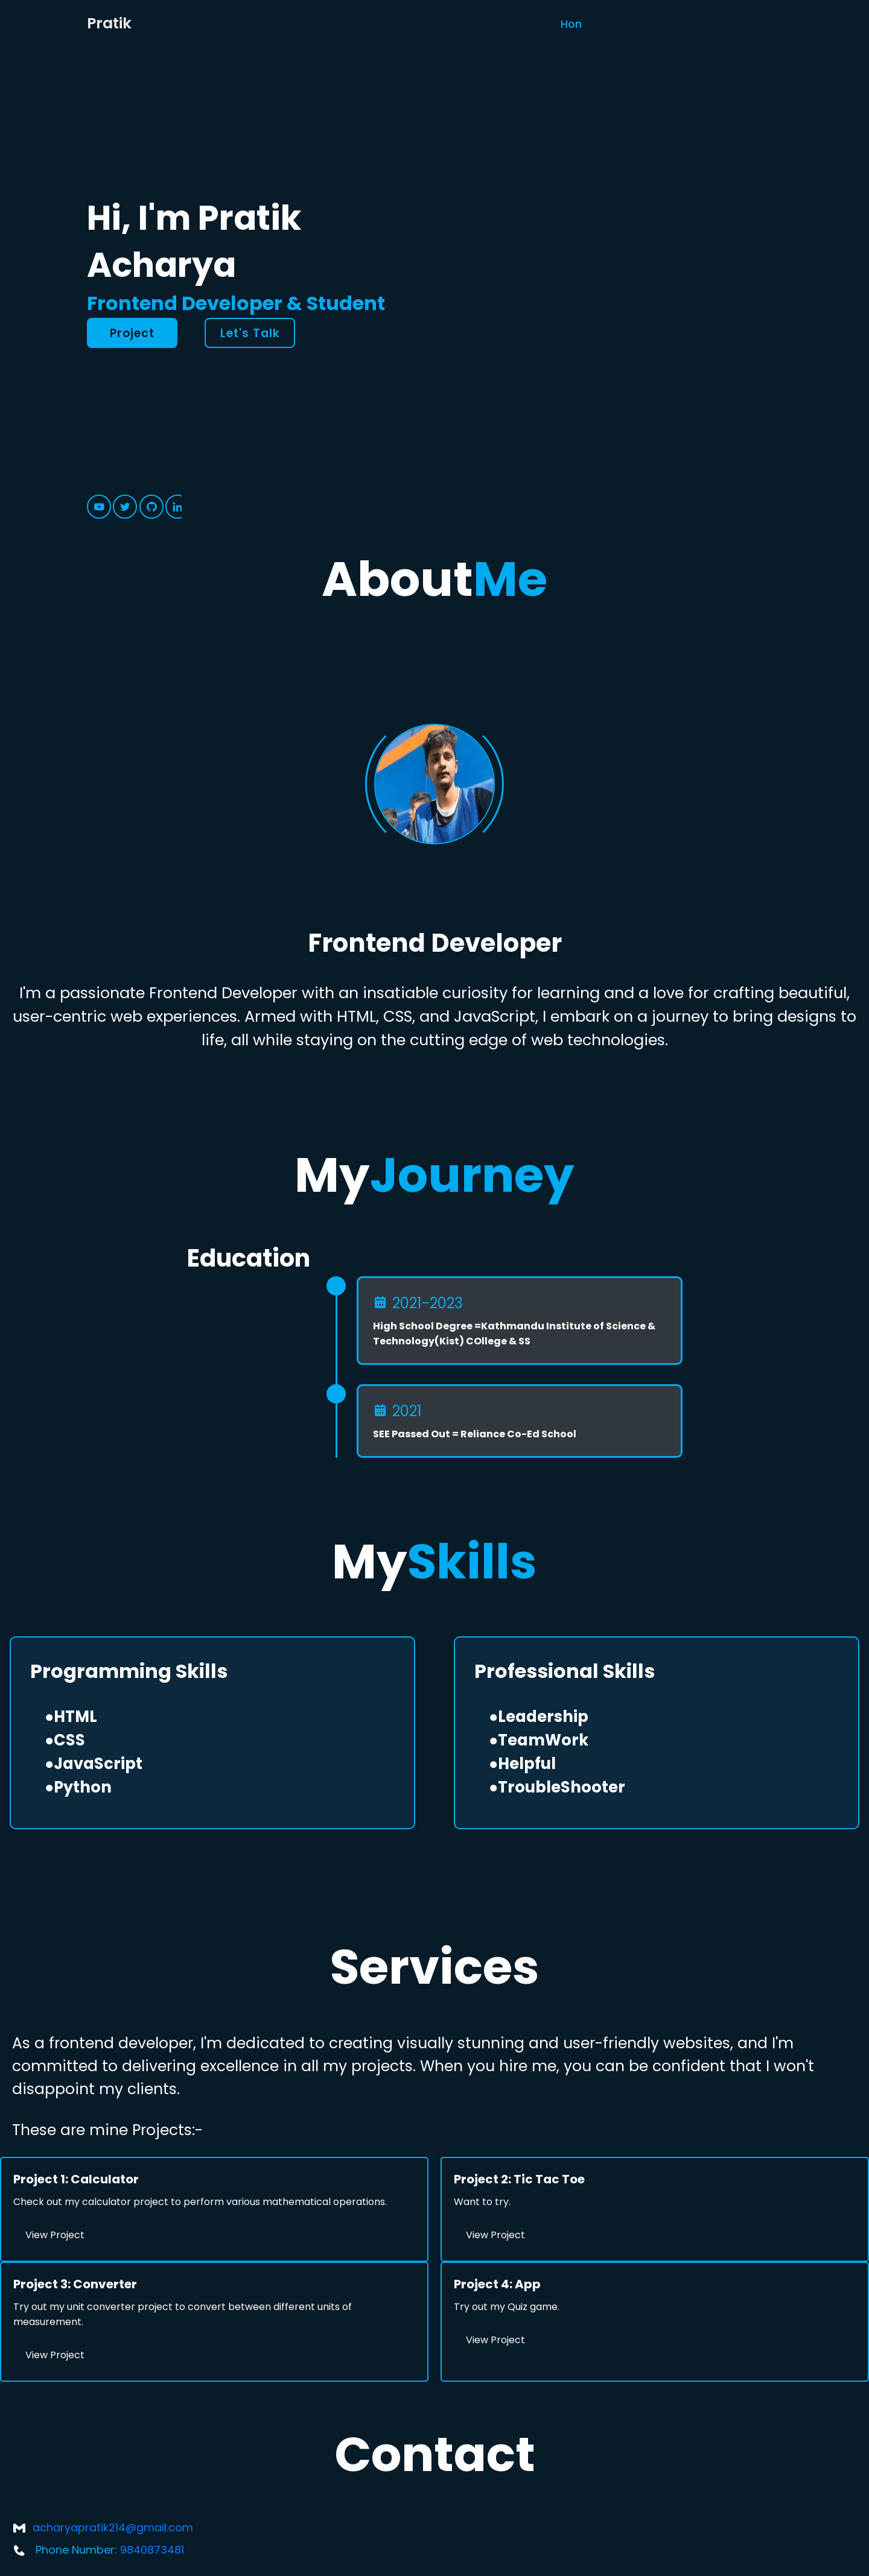 Pratik
Hon
Hi, I'm Pratik
Acharya
Frontend Developer & Student
Project
Let's Talk
in
AboutMe
Frontend Developer
I'm a passionate Frontend Developer with an insatiable curiosity for learning and a love for crafting beautiful,
user-centric web experiences. Armed with HTML, CSS, and JavaScript, I embark on a journey to bring designs to
life, all while staying on the cutting edge of web technologies.
MyJourney
Education
2021-2023
High School Degree =Kathmandu Institute of Science &
Technology(Kist) COllege & SS
2021
SEE Passed Out = Reliance Co-Ed School
MySkills
Programming Skills
●HTML
●CSS
●JavaScript
●Python
Professional Skills
●Leadership
●TeamWork
●Helpful
●TroubleShooter
Services
As a frontend developer, I'm dedicated to creating visually stunning and user-friendly websites, and I'm
committed to delivering excellence in all my projects. When you hire me, you can be confident that I won't
disappoint my clients.
These are mine Projects:-
Project 1: Calculator
Check out my calculator project to perform various mathematical operations.
View Project
Project 2: Tic Tac Toe
Want to try.
View Project
Project 3: Converter
Try out my unit converter project to convert between different units of
measurement.
View Project
Project 4: App
Try out my Quiz game.
View Project
Contact
acharyapratik214@gmail.com
Phone Number: 9840873481